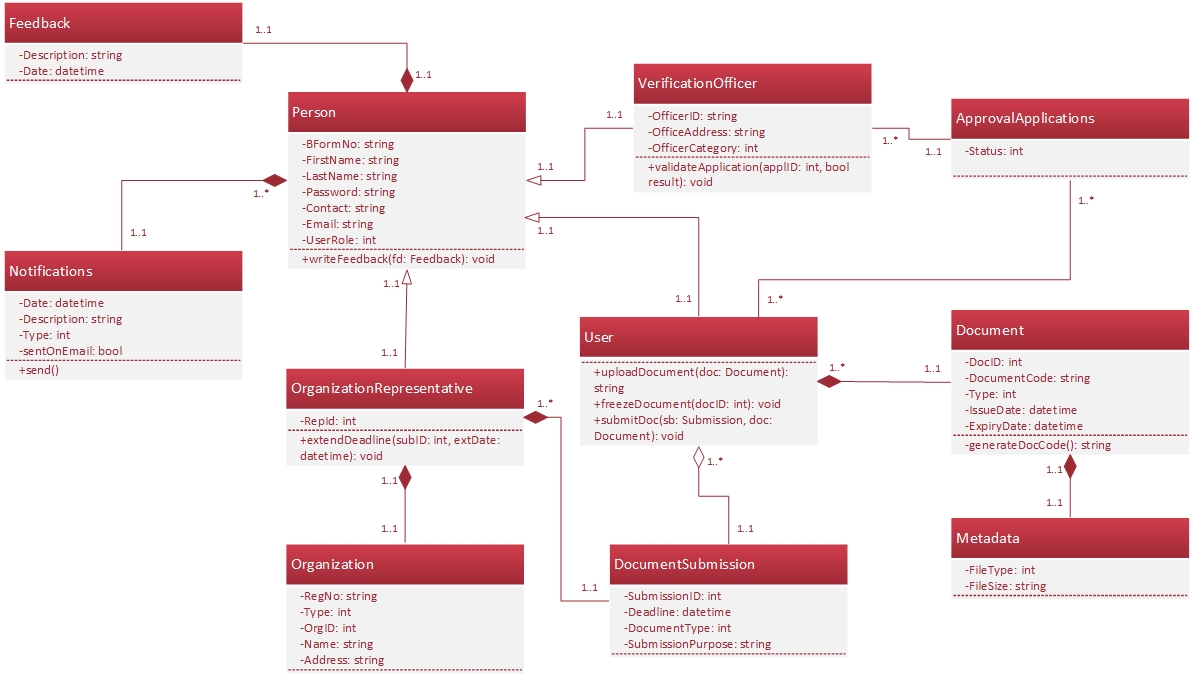 Feedback
-Description: string
-Date: datetime
1..1
1..1
Person
-BFormNo: string
-FirstName: string
-LastName: string
-Password: string
-Contact: string
-Email: string
-UserRole: int
+writeFeedback(fd: Feedback): void
1..1
1..1
VerificationOfficer
-OfficerID: string
-OfficeAddress: string
-OfficerCategory: int
+validateApplication(applID: int, bool
result): void
1..*
1..1
ApprovalApplications
-Status: int
1..*
1..*
1..*
1..1
Notifications
-Date: datetime
-Description: string
-Type: int
-sentOnEmail: bool
+send()
1..1
1..1
1..1
1..1
OrganizationRepresentative
-RepId: int
+extendDeadline(subID: int, extDate:
datetime): void
1..*
1..1
1..1
1..1
User
+uploadDocument(doc: Document):
string
+freezeDocument(docID: int): void
+submitDoc(sb: Submission, doc:
Document): void
1..*
1..1
1..*
1..1
Document
-DocID: int
-DocumentCode: string
-Type: int
-IssueDate: datetime
-ExpiryDate: datetime
-generateDocCode(): string
1..1
1..1
Organization
-RegNo: string
-Type: int
-OrgID: int
-Name: string
-Address: string
DocumentSubmission
-SubmissionID: int
-Deadline: datetime
-DocumentType: int
-SubmissionPurpose: string
Metadata
-FileType: int
-FileSize: string